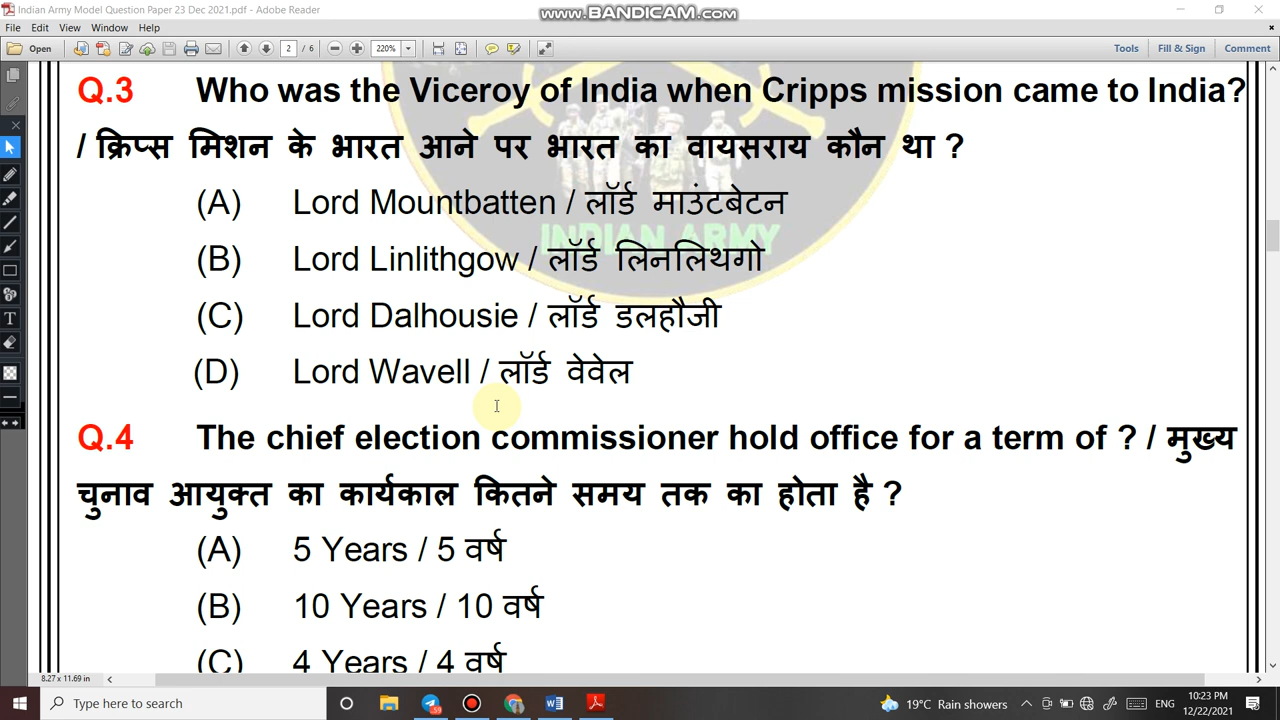 Indian Army Model Question Paper 23 Dec 2021.pdf - Adobe Reader
www.BANDICAM.com
File Edit View Window Help
Open 2 / 6 220% Tools Fill & Sign Comment
Q.3 Who was the Viceroy of India when Cripps mission came to India?
/ क्रिप्स मिशन के भारत आने पर भारत का वायसराय कौन था ?
(A) Lord Mountbatten / लॉर्ड माउंटबेटन
(B) Lord Linlithgow / लॉर्ड लिनलिथगो
(C) Lord Dalhousie / लॉर्ड डलहौजी
(D) Lord Wavell / लॉर्ड वेवेल
INDIAN ARMY
Q.4 The chief election commissioner hold office for a term of ? / मुख्य
चुनाव आयुक्त का कार्यकाल कितने समय तक का होता है ?
(A) 5 Years / 5 वर्ष
(B) 10 Years / 10 वर्ष
(C) 4 Years / 4 वर्ष
8.27 x 11.69 in
Type here to search
59
19°C Rain showers ENG 10:23 PM
12/22/2021